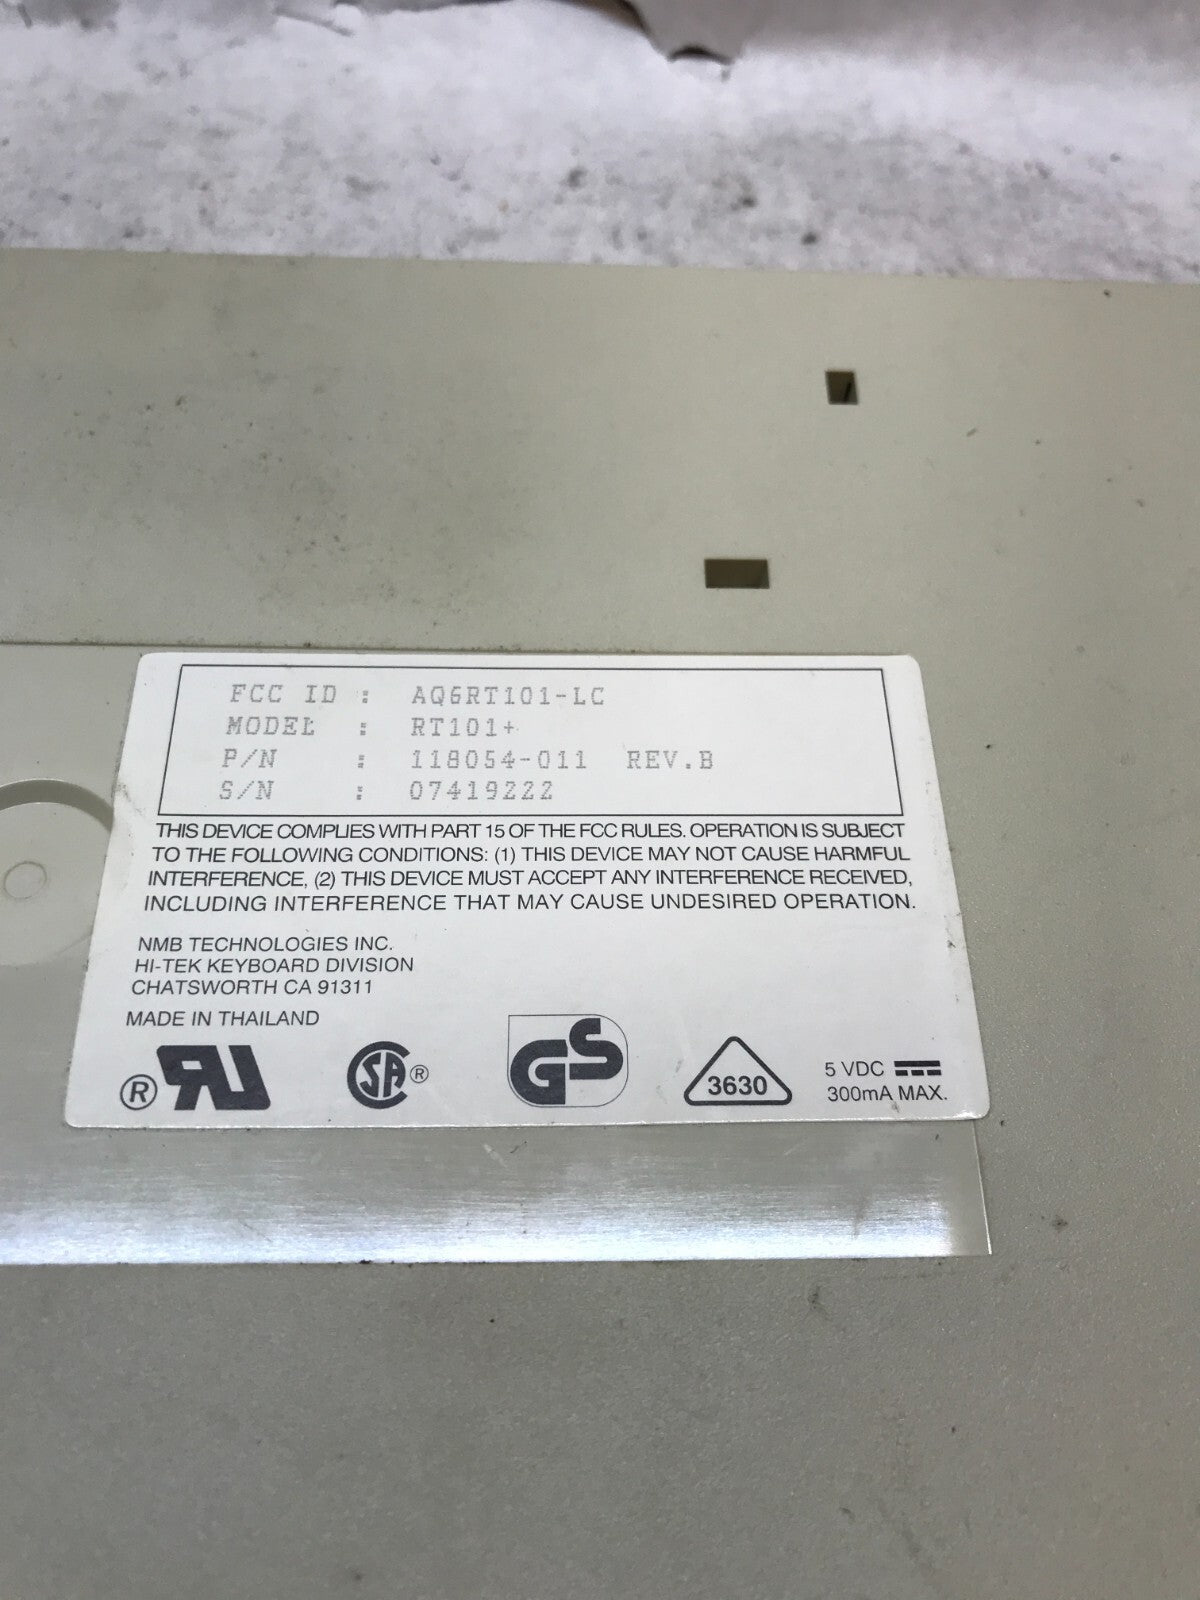 FCC ID : AQ6RT101-LC
MODEL : RT101+
P/N : 118054-011 REV.B
S/N : 07419222
THIS DEVICE COMPLIES WITH PART 15 OF THE FCC RULES. OPERATION IS SUBJECT
TO THE FOLLOWING CONDITIONS: (1) THIS DEVICE MAY NOT CAUSE HARMFUL
INTERFERENCE, (2) THIS DEVICE MUST ACCEPT ANY INTERFERENCE RECEIVED,
INCLUDING INTERFERENCE THAT MAY CAUSE UNDESIRED OPERATION.
NMB TECHNOLOGIES INC.
HI-TEK KEYBOARD DIVISION
CHATSWORTH CA 91311
MADE IN THAILAND
® RU SA ® GS 3630 5 VDC
300mA MAX.